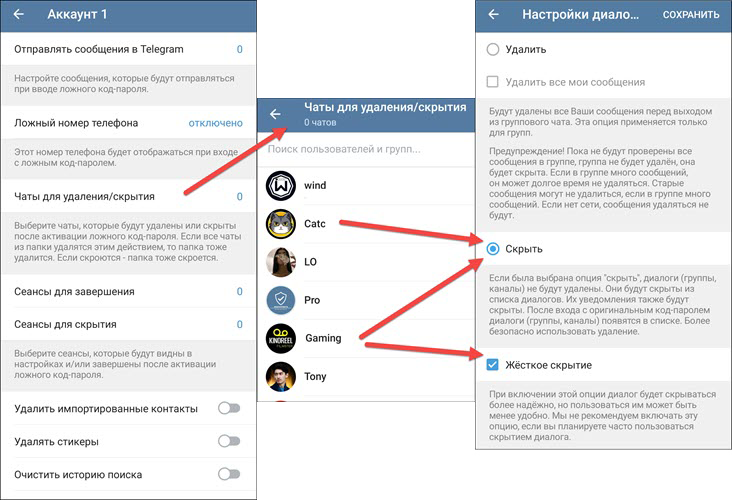 Аккаунт 1
Отправлять сообщения в Telegram 0
Настройте сообщения, которые будут отправляться
при вводе ложного код-пароля.
Ложный номер телефона отключено
Этот номер телефона будет отображаться при входе
с ложным код-паролем.
Чаты для удаления/скрытия 0
Выберите чаты, которые будут удалены или скрыты
после активации ложного код-пароля. Если все чаты
из папки удалятся этим действием, то папка тоже
удалится. Если скроются - папка тоже скроется.
Сеансы для завершения 0
Сеансы для скрытия 0
Выберите сеансы, которые будут видны в
настройках и/или завершены после активации
ложного код-пароля.
Удалить импортированные контакты
Удалять стикеры
Очистить историю поиска
Чаты для удаления/скрытия
0 чатов
Поиск пользователей и групп...
wind
Catc
LO
Pro
KINDREEL
Gaming
Tony
Настройки диало... СОХРАНИТЬ
Удалить
Удалить все мои сообщения
Будут удалены все Ваши сообщения перед выходом
из группового чата. Эта опция применяется только
для групп.
Предупреждение! Пока не будут проверены все
сообщения в группе, группа не будет удалён, она
будет скрыта. Если в группе много сообщений,
он может долгое время не удаляться. Старые
сообщения могут не удалиться, если в группе много
сообщений. Если нет сети, сообщения удаляться не
будут.
Скрыть
Если была выбрана опция "скрыть", диалоги (группы,
каналы) не будут удалены. Они будут скрыты из
списка диалогов. Их уведомления также будут
скрыты. После входа с оригинальным код-паролем
диалоги (группы, каналы) появятся в списке. Более
безопасно использовать удаление.
Жёсткое скрытие
При включении этой опции диалог будет скрываться
более надёжно, но пользоваться им может быть
менее удобно. Мы не рекомендуем включать эту
опцию, если вы планируете часто пользоваться
скрытием диалога.